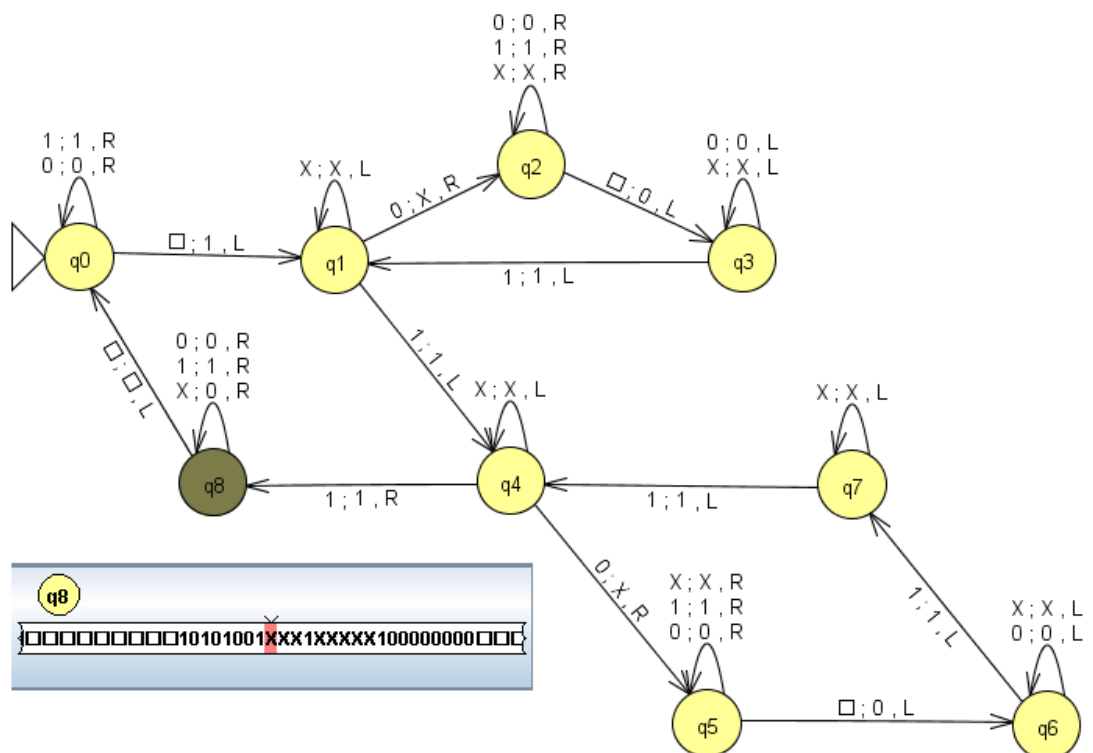 0 ; 0 , R
1 ; 1 , R
X ; X , R
1 ; 1 , R
0 ; 0 , R
X ; X , L
0 ; 0 , L
X ; X , L
q2
0 ; X , R
□ ; 0 , L
q0
□ ; 1 , L
q1
1 ; 1 , L
q3
0 ; 0 , R
1 ; 1 , R
X ; 0 , R
□ ; □ , L
1 ; 1 , L
X ; X , L
X ; X , L
q8
1 ; 1 , R
q4
1 ; 1 , L
q7
0 ; X , R
X ; X , R
1 ; 1 , R
0 ; 0 , R
1 ; 1 , L
X ; X , L
0 ; 0 , L
q8
□□□□□□□□□10101001XXX1XXXXX100000000□□□
q5
□ ; 0 , L
q6